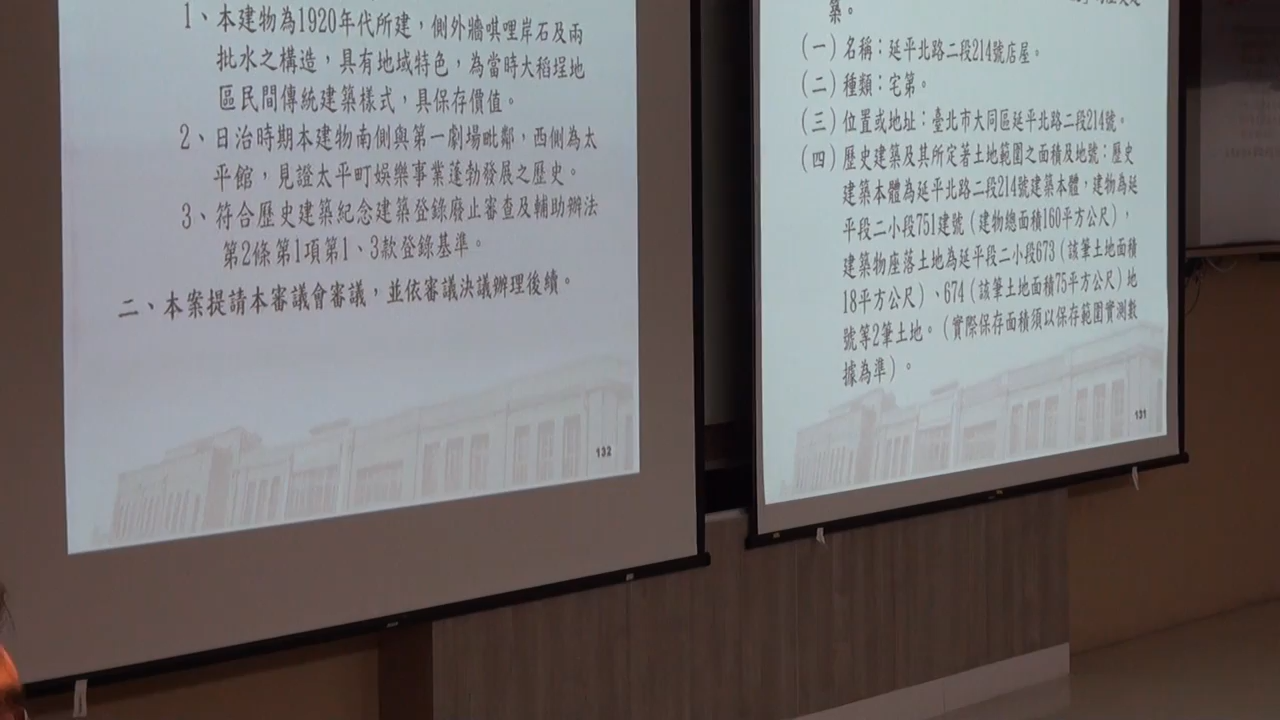 1、本建物為1920年代所建，側外牆唭哩岸石及兩
批水之構造，具有地域特色，為當時大稻埕地
區民間傳統建築樣式，具保存價值。
2、日治時期本建物南側與第一劇場毗鄰，西側為太
平館，見證太平町娛樂事業蓬勃發展之歷史。
3、符合歷史建築紀念建築登錄廢止審查及輔助辦法
第2條第1項第1、3款登錄基準。
二、本案提請本審議會審議，並依審議決議辦理後續。
132
築。
(一)名稱：延平北路二段214號店屋。
(二)種類：宅第。
(三)位置或地址：臺北市大同區延平北路二段214號。
(四)歷史建築及其所定著土地範圍之面積及地號：歷史
建築本體為延平北路二段214號建築本體，建物為延
平段二小段751建號（建物總面積160平方公尺），
建築物座落土地為延平段二小段673（該筆土地面積
18平方公尺）、674（該筆土地面積75平方公尺）地
號等2筆土地。（實際保存面積須以保存範圍實測數
據為準）。
131